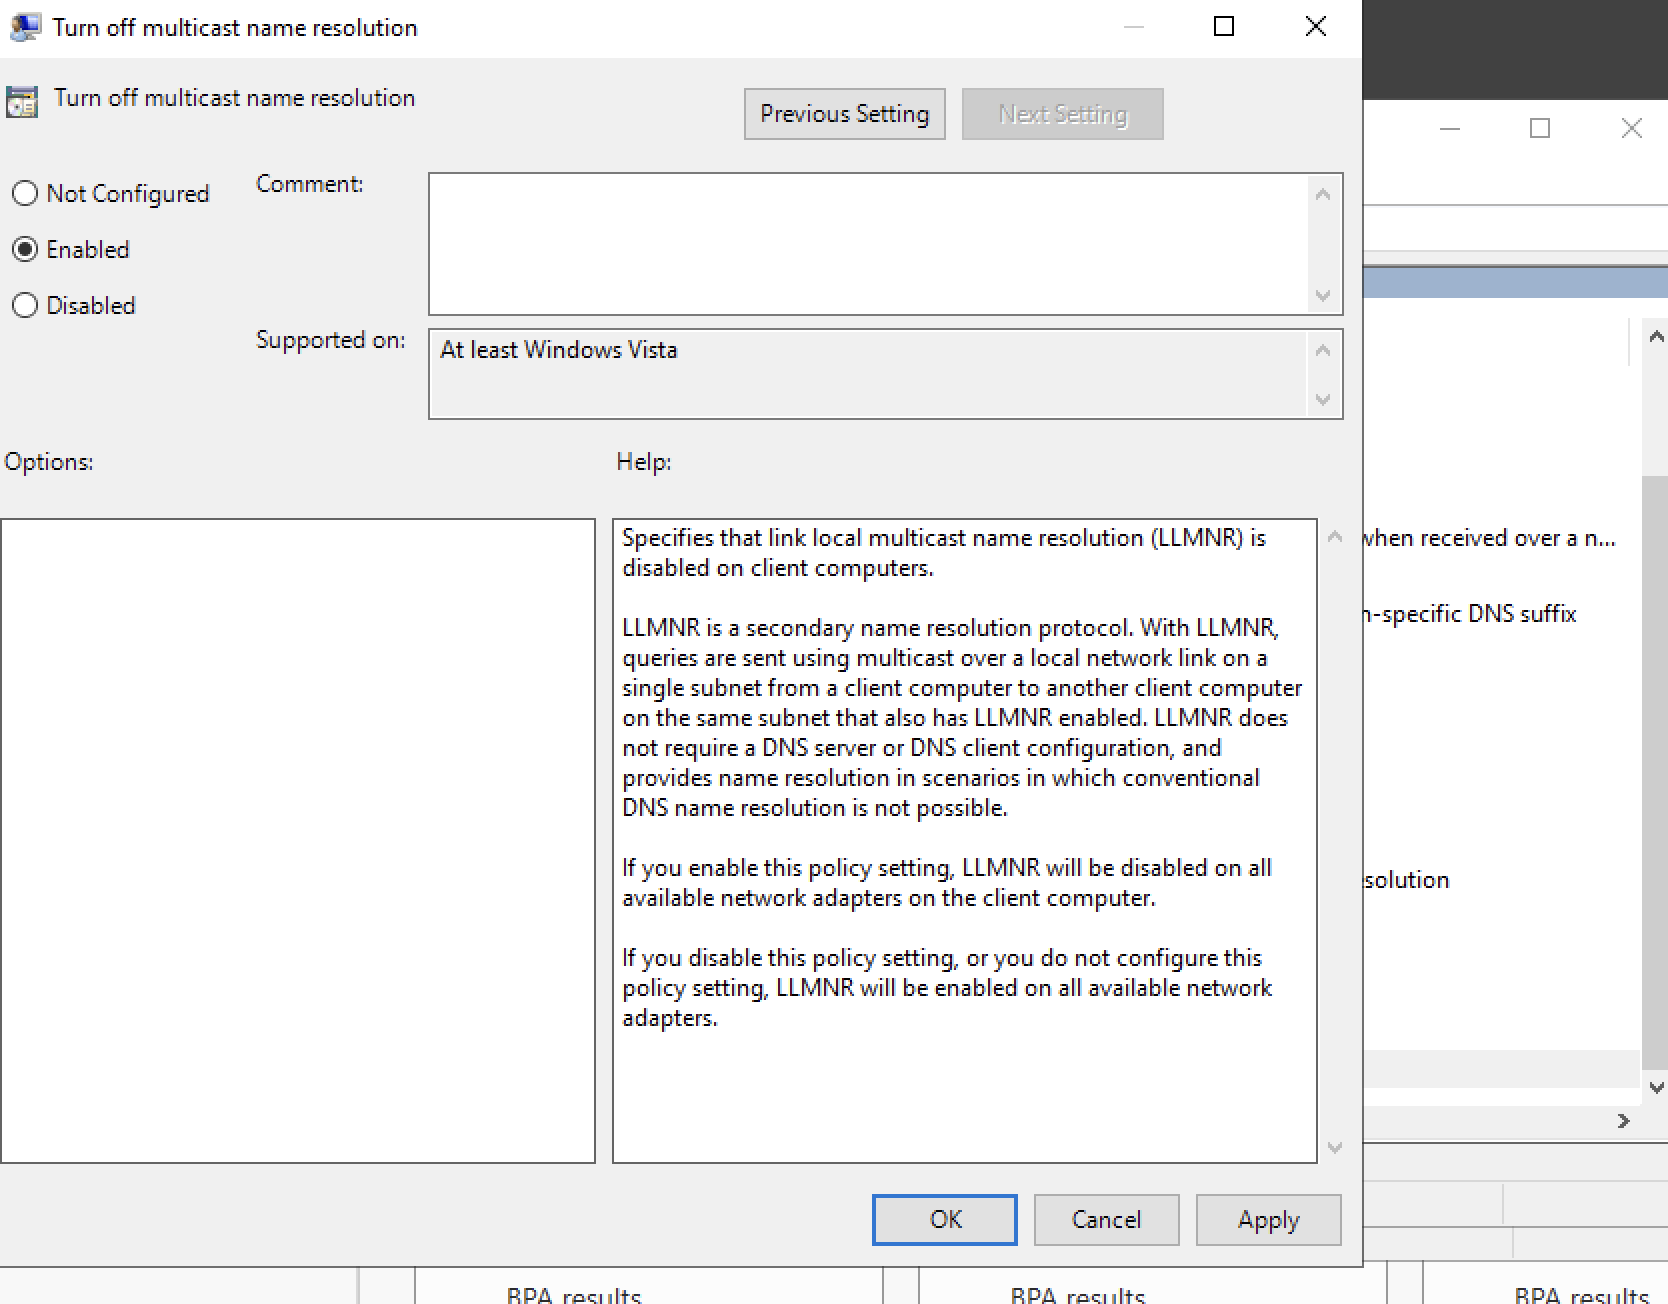 Turn off multicast name resolution
Turn off multicast name resolution
Previous Setting
Next Setting
Not Configured
Comment:
Enabled
Disabled
Supported on:
At least Windows Vista
Options:
Help:
Specifies that link local multicast name resolution (LLMNR) is
disabled on client computers.
LLMNR is a secondary name resolution protocol. With LLMNR,
queries are sent using multicast over a local network link on a
single subnet from a client computer to another client computer
on the same subnet that also has LLMNR enabled. LLMNR does
not require a DNS server or DNS client configuration, and
provides name resolution in scenarios in which conventional
DNS name resolution is not possible.
If you enable this policy setting, LLMNR will be disabled on all
available network adapters on the client computer.
If you disable this policy setting, or you do not configure this
policy setting, LLMNR will be enabled on all available network
adapters.
when received over a n...
n-specific DNS suffix
solution
OK
Cancel
Apply
BPA results
BPA results
BPA results